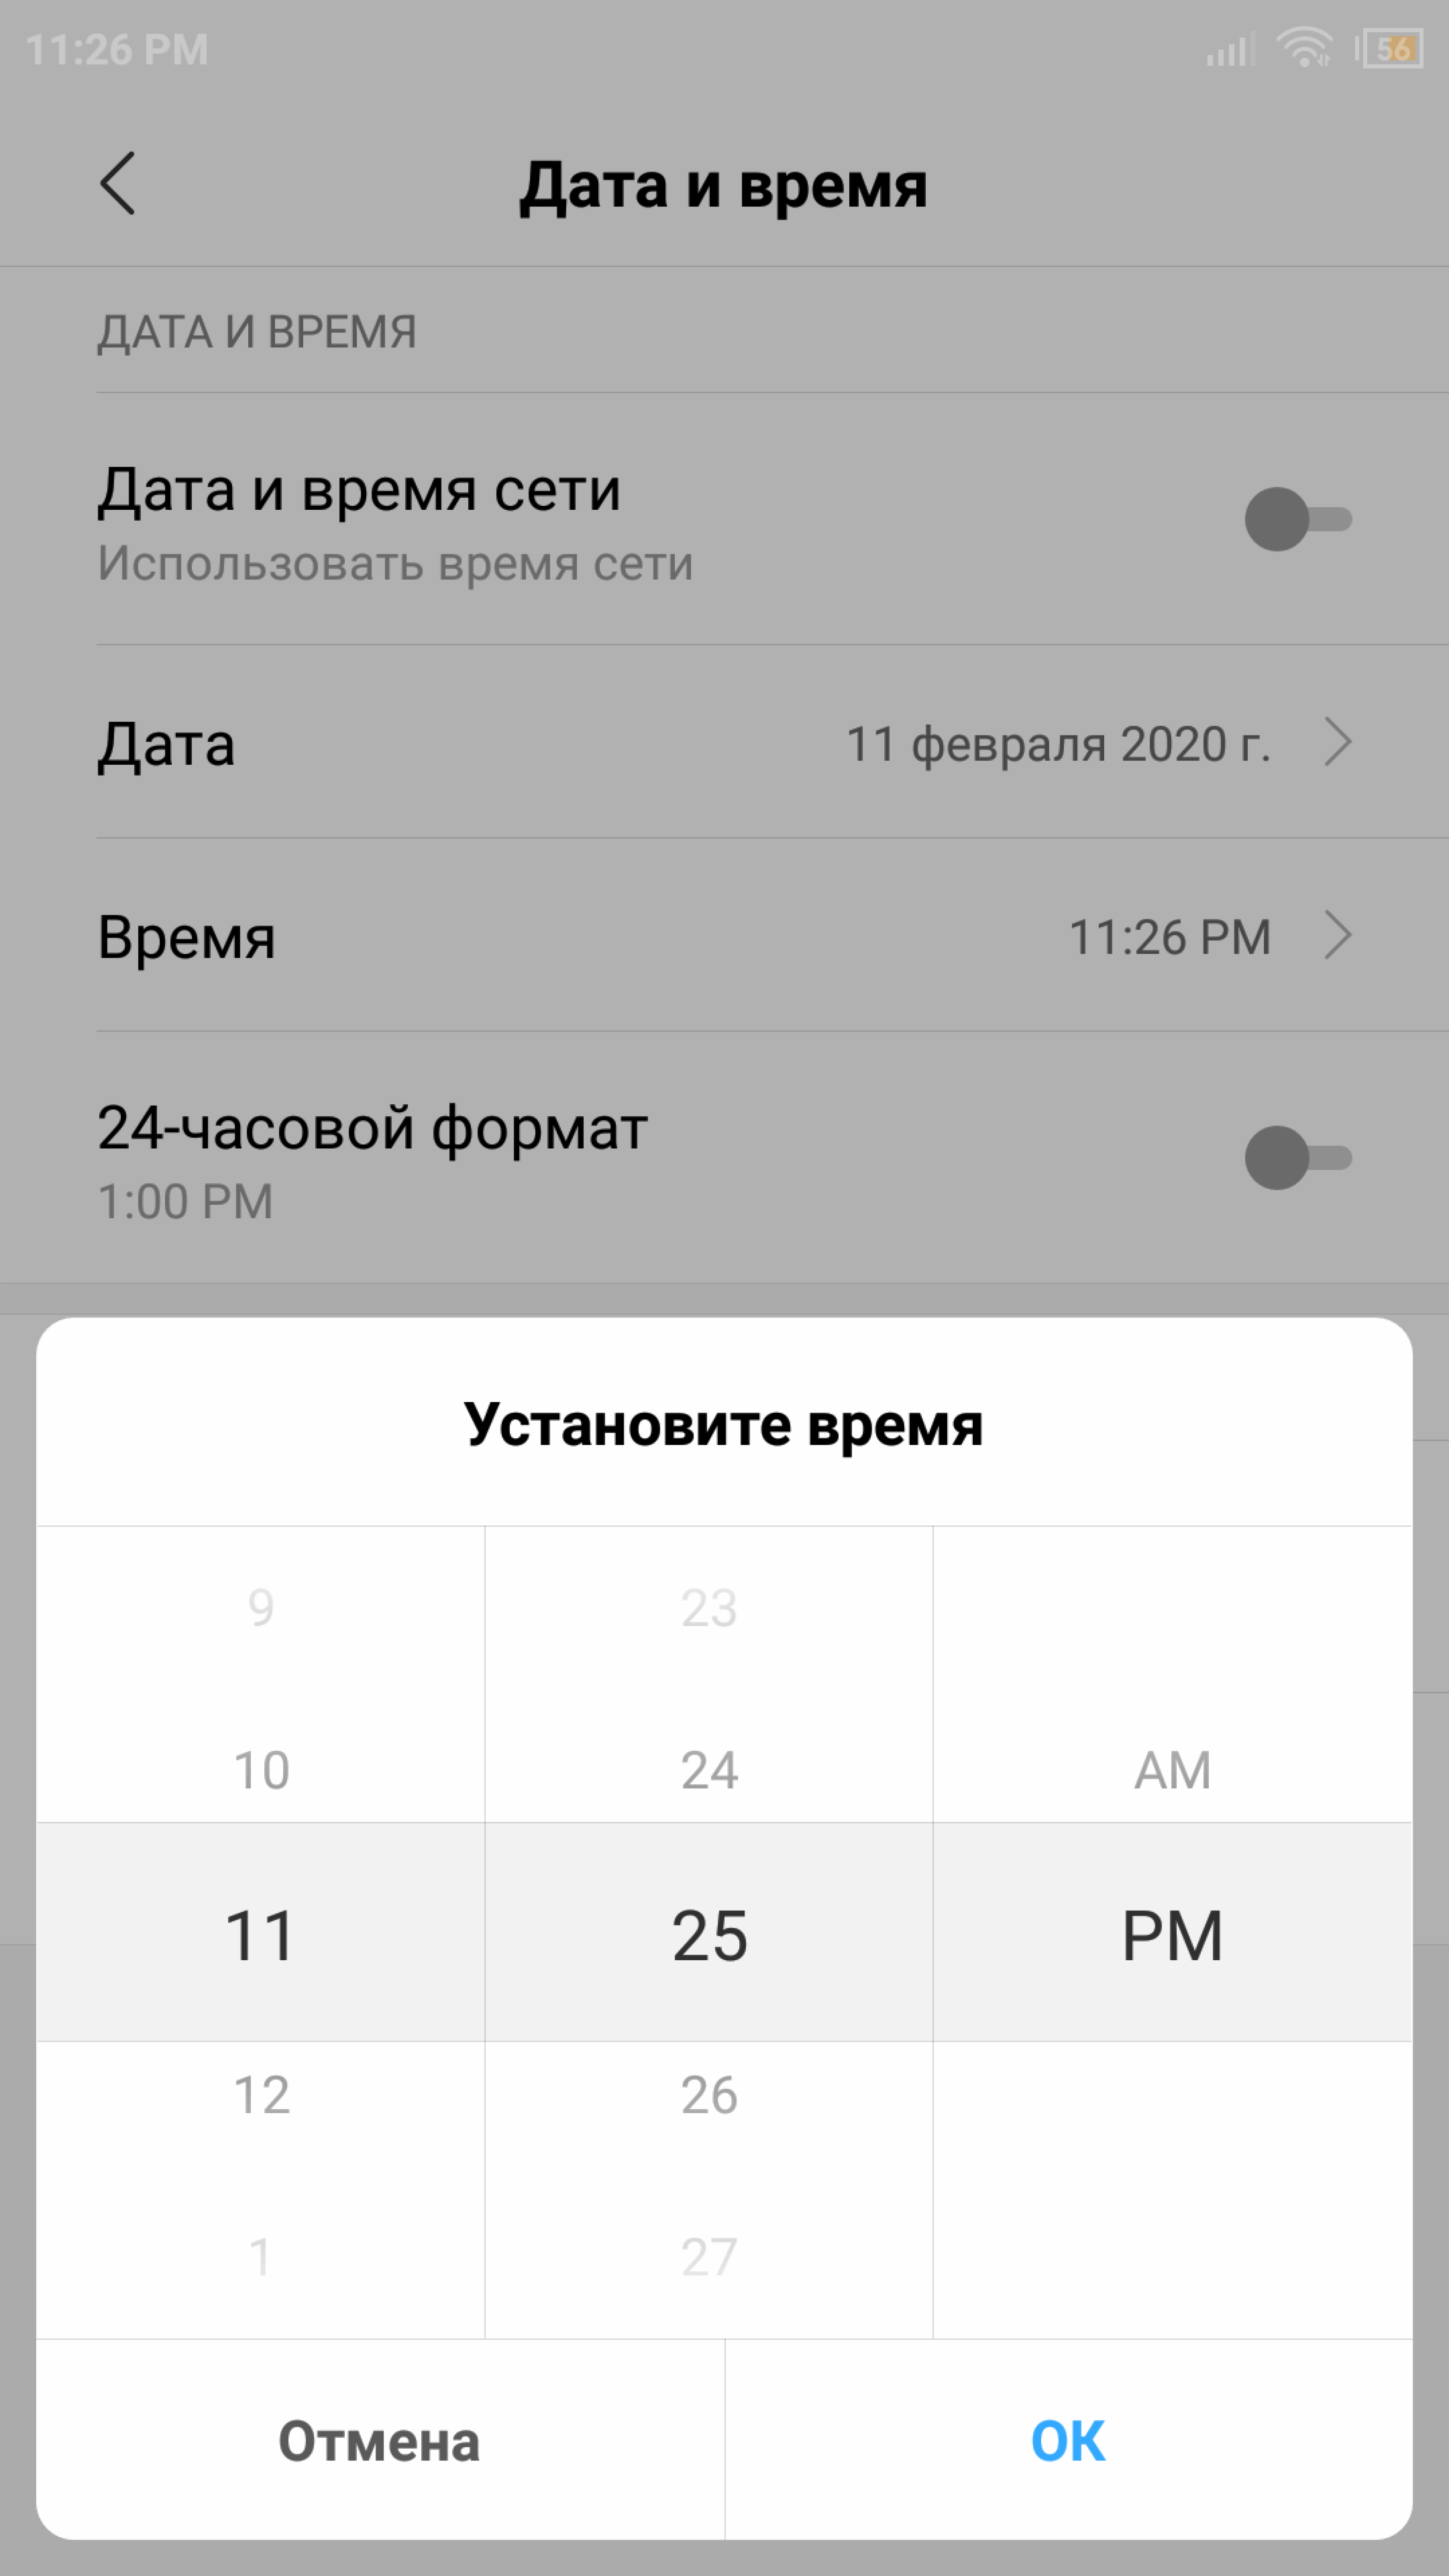 11:26 PM 56
Дата и время
ДАТА И ВРЕМЯ
Дата и время сети
Использовать время сети
Дата 11 февраля 2020 г.
Время 11:26 PM
24-часовой формат
1:00 PM
Установите время
9 23
10 24 AM
11 25 PM
12 26
1 27
Отмена ОК